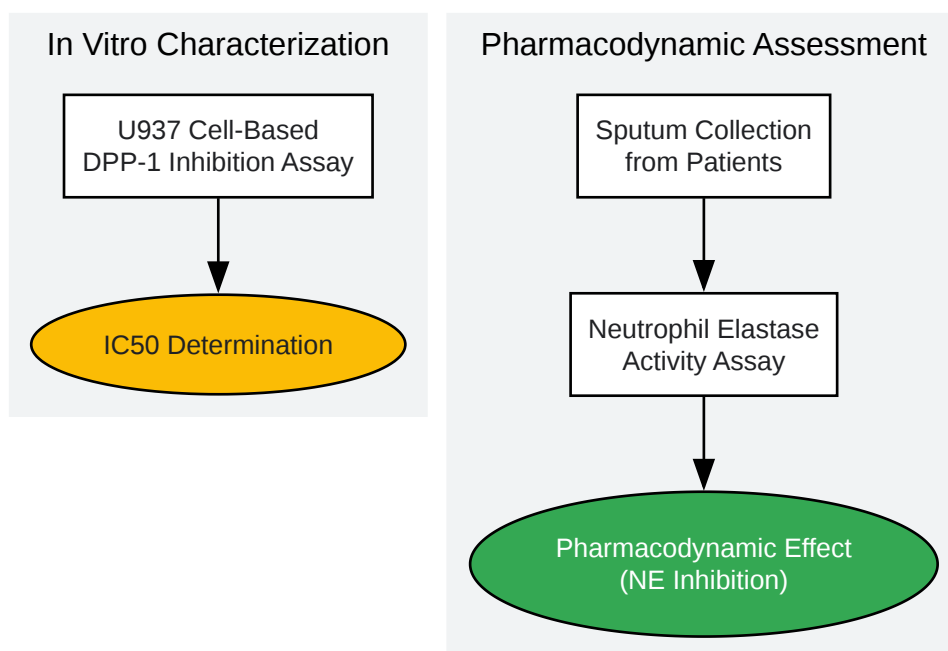 In Vitro Characterization
U937 Cell-Based
DPP-1 Inhibition Assay
IC50 Determination
Pharmacodynamic Assessment
Sputum Collection
from Patients
Neutrophil Elastase
Activity Assay
Pharmacodynamic Effect
(NE Inhibition)